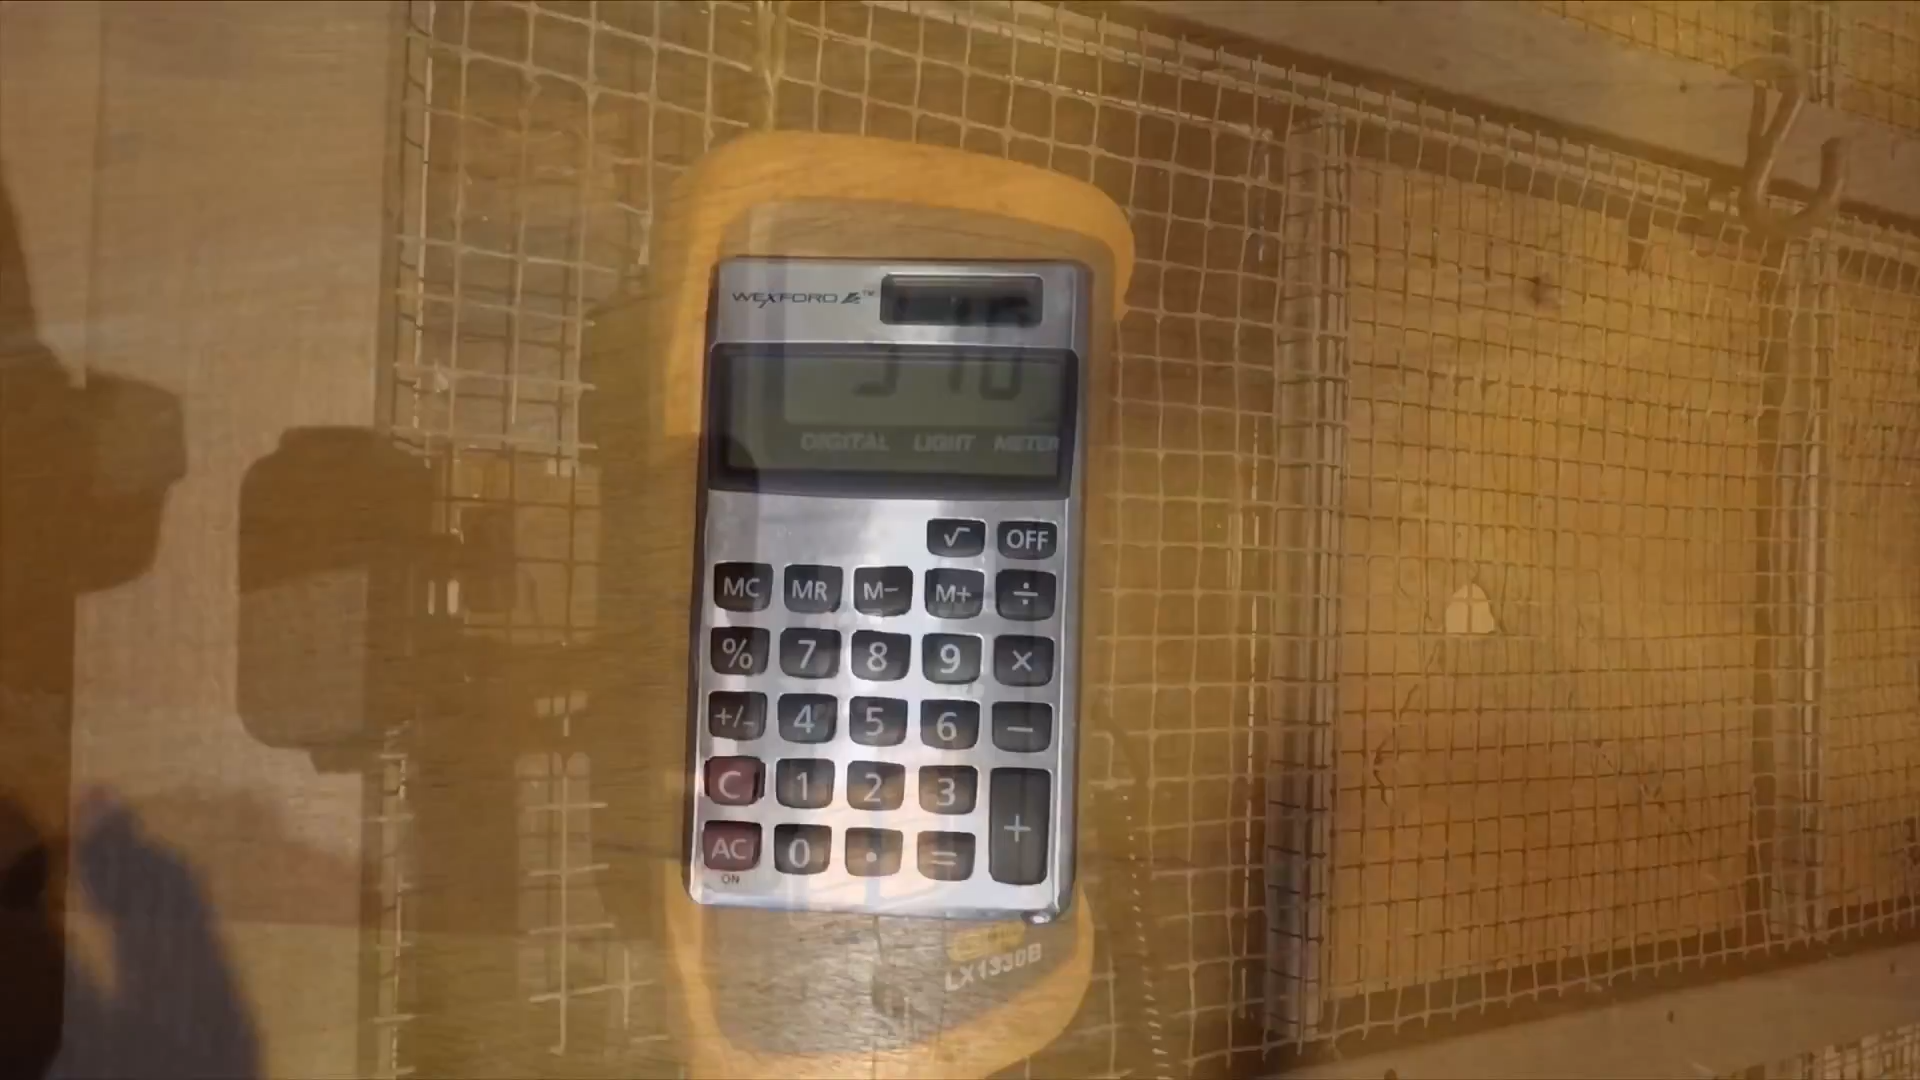 WEXFORD™
DIGITAL LIGHT METER
√ OFF
MC MR M− M+ ÷
% 7 8 9 ×
+/− 4 5 6 −
C 1 2 3
+
AC 0 . =
ON
LX1330B